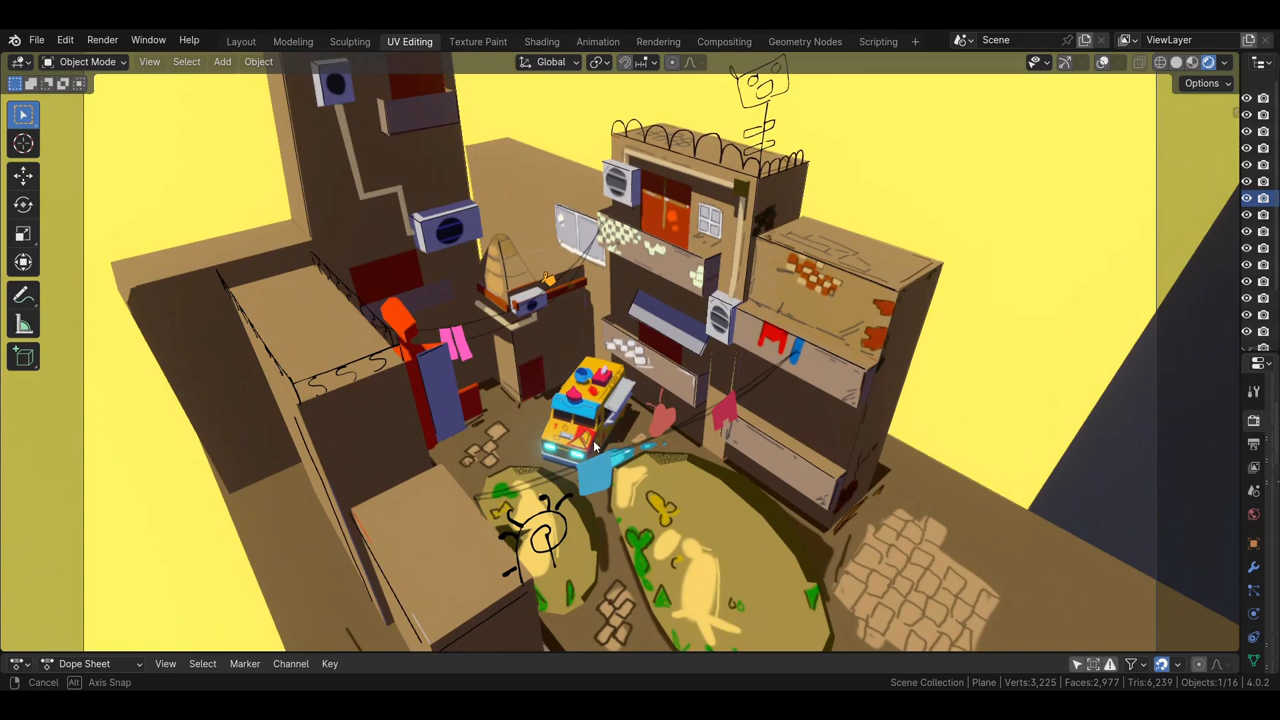 File Edit Render Window Help Layout Modeling Sculpting UV Editing Texture Paint Shading Animation Rendering Compositing Geometry Nodes Scripting + Scene ViewLayer
Object Mode View Select Add Object Global
Options
Dope Sheet View Select Marker Channel Key
Cancel Alt Axis Snap Scene Collection | Plane | Verts:3,225 | Faces:2,977 | Tris:6,239 | Objects:1/16 | 4.0.2